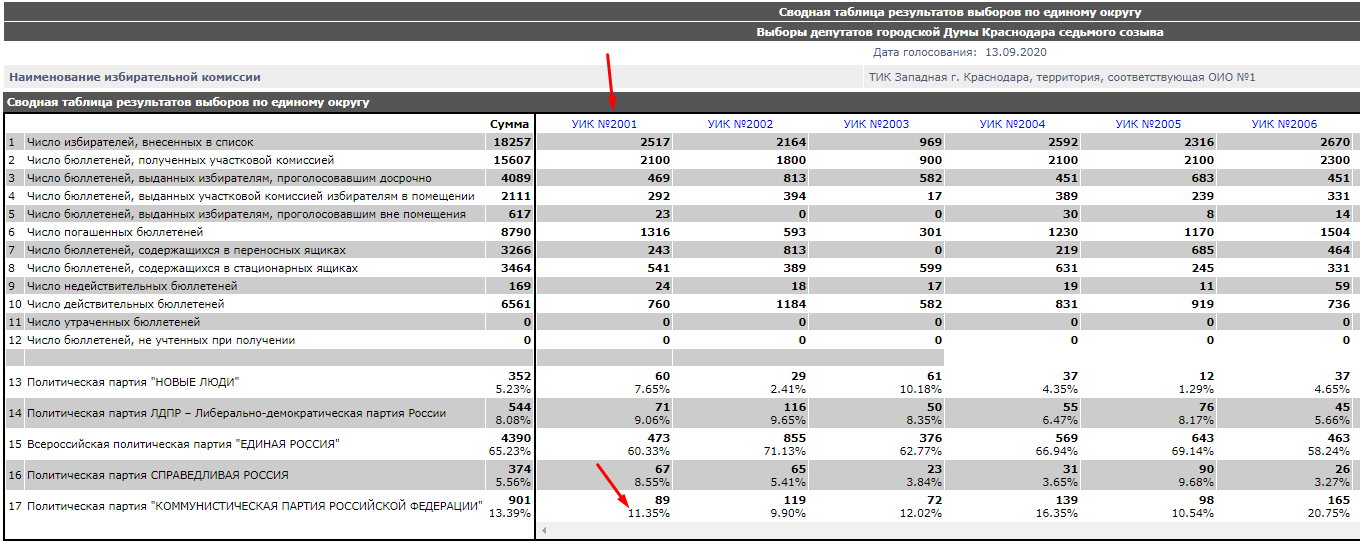 Сводная таблица результатов выборов по единому округу
Выборы депутатов городской Думы Краснодара седьмого созыва
Дата голосования: 13.09.2020
Наименование избирательной комиссии ТИК Западная г. Краснодара, территория, соответствующая ОИО №1
Сводная таблица результатов выборов по единому округу
Сумма УИК №2001 УИК №2002 УИК №2003 УИК №2004 УИК №2005 УИК №2006
1 Число избирателей, внесенных в список 18257 2517 2164 969 2592 2316 2670
2 Число бюллетеней, полученных участковой комиссией 15607 2100 1800 900 2100 2100 2300
3 Число бюллетеней, выданных избирателям, проголосовавшим досрочно 4089 469 813 582 451 683 451
4 Число бюллетеней, выданных участковой комиссией избирателям в помещении 2111 292 394 17 389 239 331
5 Число бюллетеней, выданных избирателям, проголосовавшим вне помещения 617 23 0 0 30 8 14
6 Число погашенных бюллетеней 8790 1316 593 301 1230 1170 1504
7 Число бюллетеней, содержащихся в переносных ящиках 3266 243 813 0 219 685 464
8 Число бюллетеней, содержащихся в стационарных ящиках 3464 541 389 599 631 245 331
9 Число недействительных бюллетеней 169 24 18 17 19 11 59
10 Число действительных бюллетеней 6561 760 1184 582 831 919 736
11 Число утраченных бюллетеней 0 0 0 0 0 0 0
12 Число бюллетеней, не учтенных при получении 0 0 0 0 0 0 0
13 Политическая партия "НОВЫЕ ЛЮДИ" 352 60 29 61 37 12 37
5.23% 7.65% 2.41% 10.18% 4.35% 1.29% 4.65%
14 Политическая партия ЛДПР – Либерально-демократическая партия России 544 71 116 50 55 76 45
8.08% 9.06% 9.65% 8.35% 6.47% 8.17% 5.66%
15 Всероссийская политическая партия "ЕДИНАЯ РОССИЯ" 4390 473 855 376 569 643 463
65.23% 60.33% 71.13% 62.77% 66.94% 69.14% 58.24%
16 Политическая партия СПРАВЕДЛИВАЯ РОССИЯ 374 67 65 23 31 90 26
5.56% 8.55% 5.41% 3.84% 3.65% 9.68% 3.27%
17 Политическая партия "КОММУНИСТИЧЕСКАЯ ПАРТИЯ РОССИЙСКОЙ ФЕДЕРАЦИИ" 901 89 119 72 139 98 165
13.39% 11.35% 9.90% 12.02% 16.35% 10.54% 20.75%